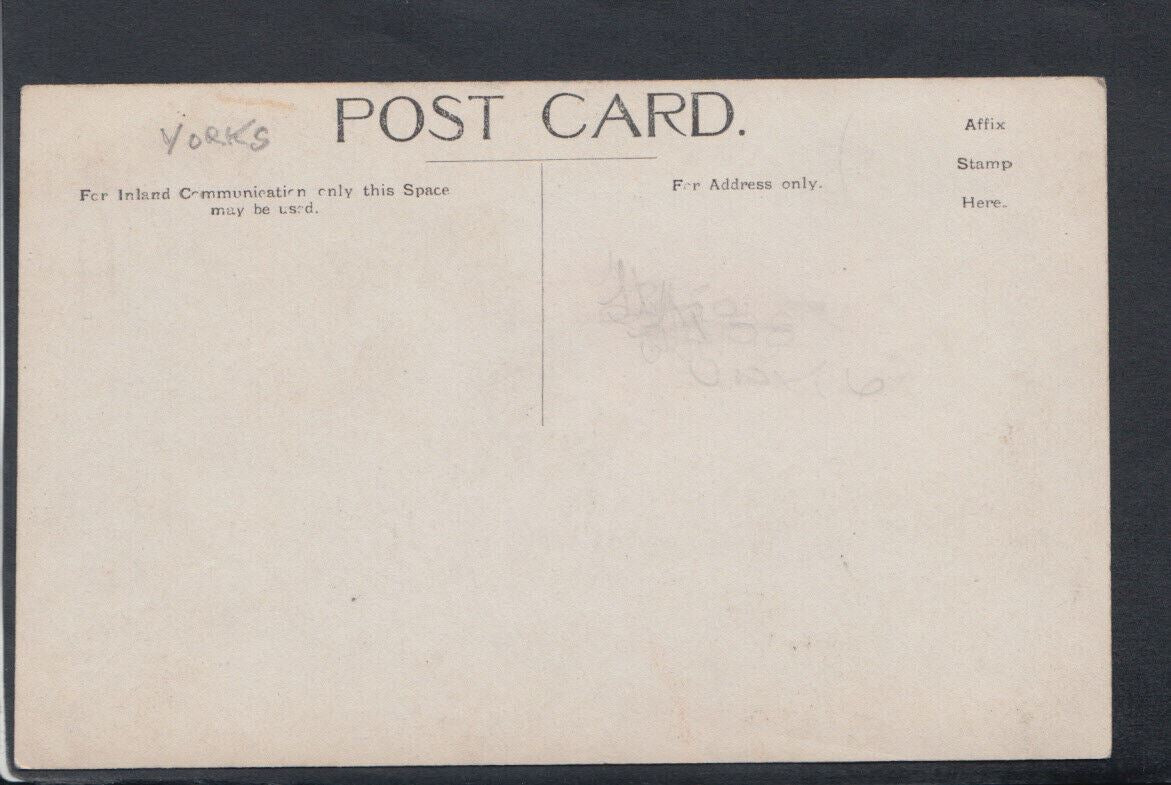 YORKS
POST CARD.
For Inland Communication only this Space
may be used.
For Address only.
Affix
Stamp
Here.